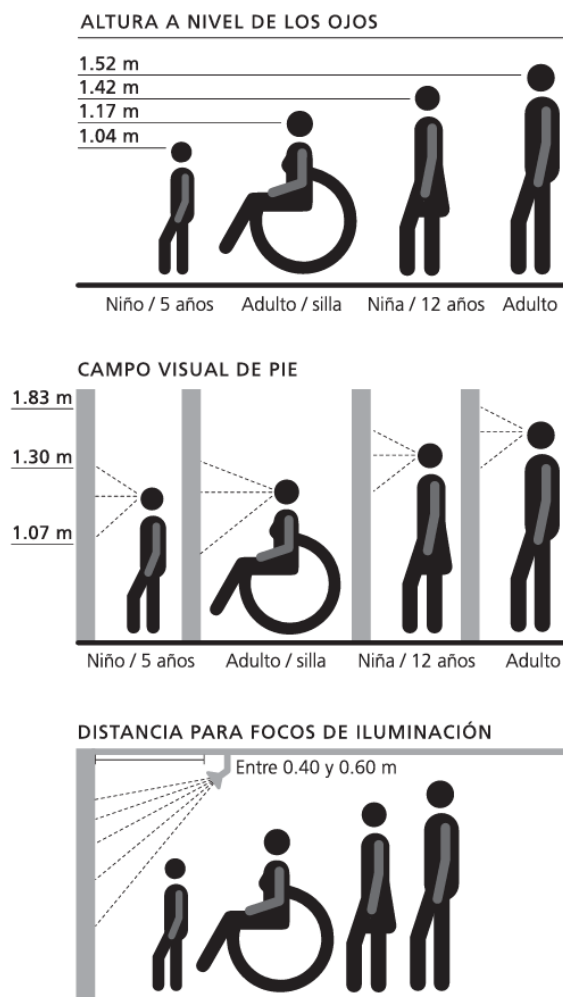 ALTURA A NIVEL DE LOS OJOS
1.52 m
1.42 m
1.17 m
1.04 m
Niño / 5 años Adulto / silla Niña / 12 años Adulto
CAMPO VISUAL DE PIE
1.83 m
1.30 m
1.07 m
Niño / 5 años Adulto / silla Niña / 12 años Adulto
DISTANCIA PARA FOCOS DE ILUMINACIÓN
Entre 0.40 y 0.60 m